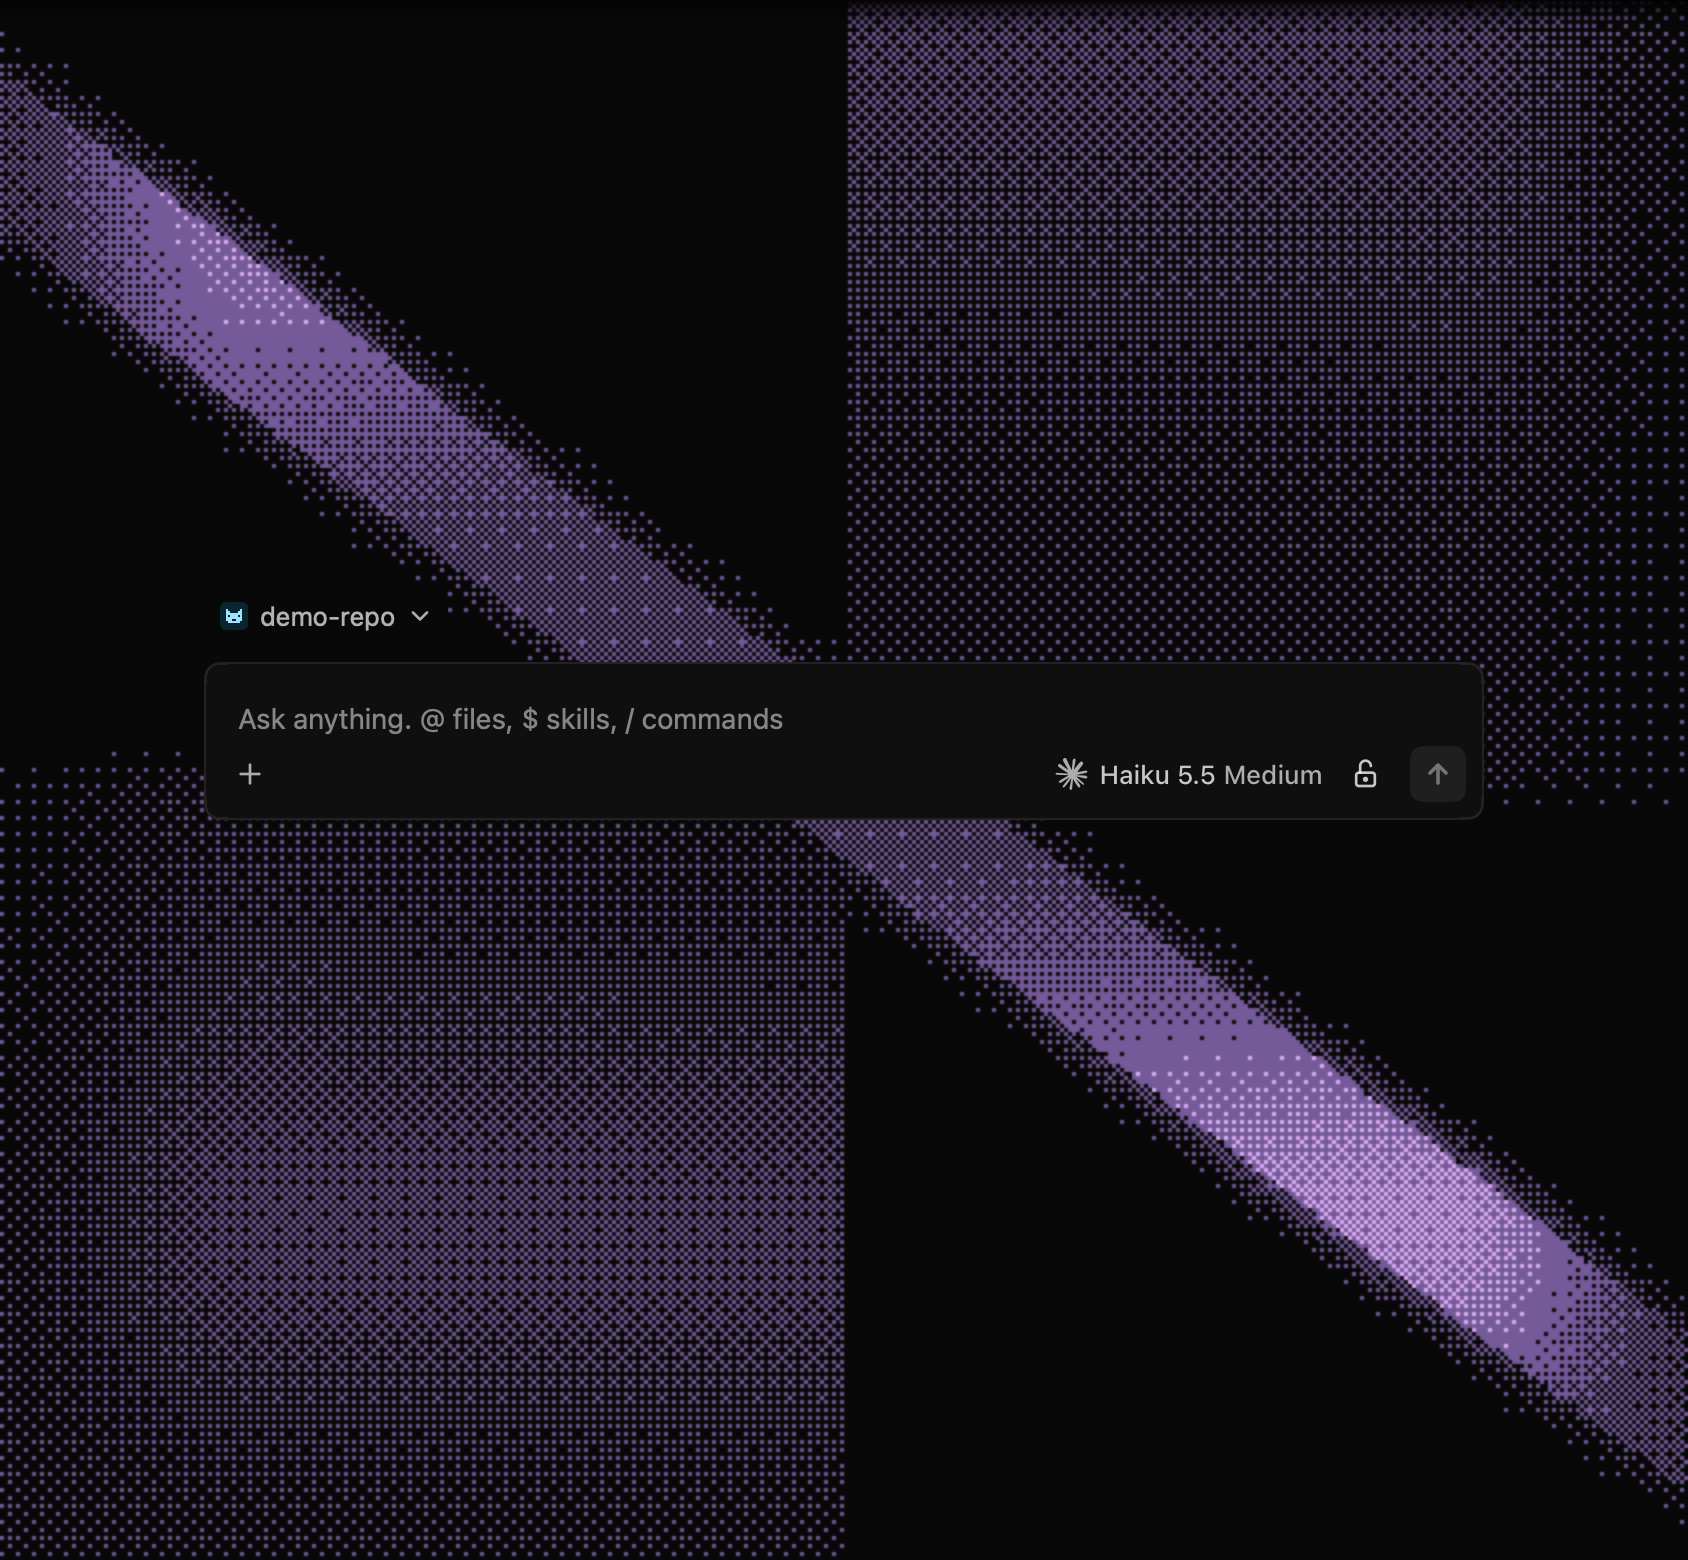 demo-repo
Ask anything. @ files, $ skills, / commands
Haiku 5.5 Medium